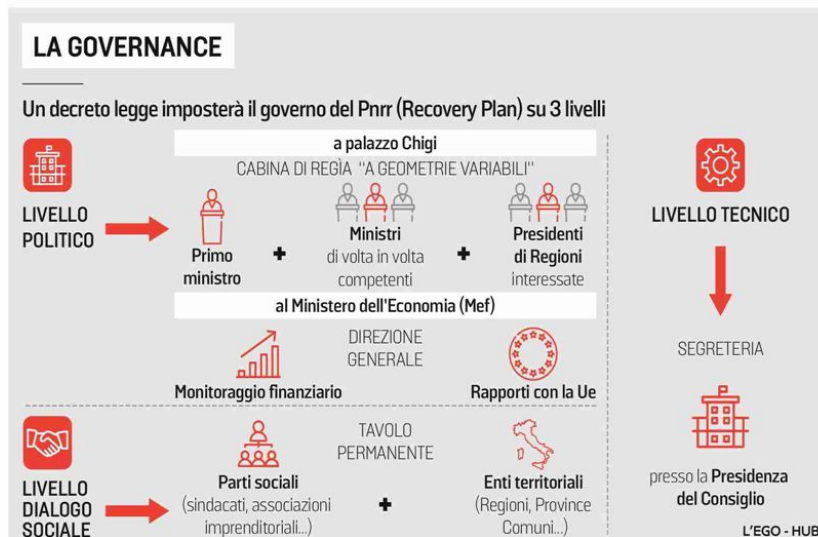 LA GOVERNANCE
Un decreto legge imposterà il governo del Pnrr (Recovery Plan) su 3 livelli
LIVELLO
POLITICO
a palazzo Chigi
CABINA DI REGÌA "A GEOMETRIE VARIABILI"
Primo
ministro
+
Ministri
di volta in volta
competenti
+
Presidenti
di Regioni
interessate
al Ministero dell'Economia (Mef)
DIREZIONE
GENERALE
Monitoraggio finanziario
Rapporti con la Ue
LIVELLO
DIALOGO
SOCIALE
TAVOLO
PERMANENTE
Parti sociali
(sindacati, associazioni
imprenditoriali...)
+
Enti territoriali
(Regioni, Province
Comuni...)
LIVELLO TECNICO
SEGRETERIA
presso la Presidenza
del Consiglio
L'EGO - HUB